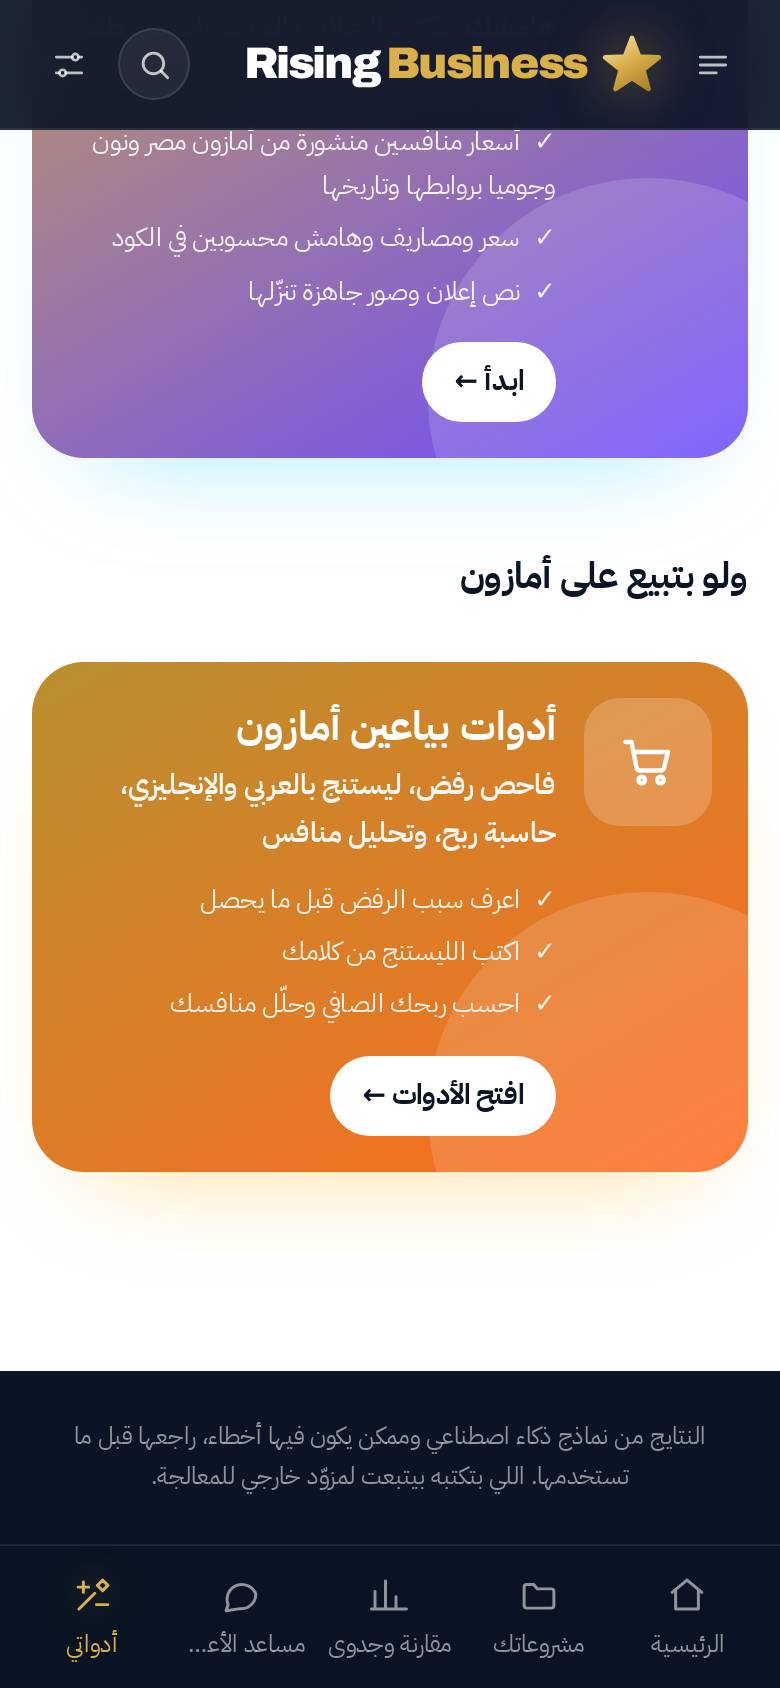 Rising Business
✓ أسعار منافسين منشورة من أمازون مصر ونون
وجوميا بروابطها وتاريخها
✓ سعر ومصاريف وهامش محسوبين في الكود
✓ نص إعلان وصور جاهزة تنزّلها
ابدأ ←
ولو بتبيع على أمازون
أدوات بياعين أمازون
فاحص رفض، ليستنج بالعربي والإنجليزي،
حاسبة ربح، وتحليل منافس
✓ اعرف سبب الرفض قبل ما يحصل
✓ اكتب الليستنج من كلامك
✓ احسب ربحك الصافي وحلّل منافسك
افتح الأدوات ←
النتايج من نماذج ذكاء اصطناعي وممكن يكون فيها أخطاء، راجعها قبل ما
تستخدمها. اللي بتكتبه بيتبعت لمزوّد خارجي للمعالجة.
الرئيسية
مشروعاتك
مقارنة وجدوى
مساعد الأع...
أدواتي